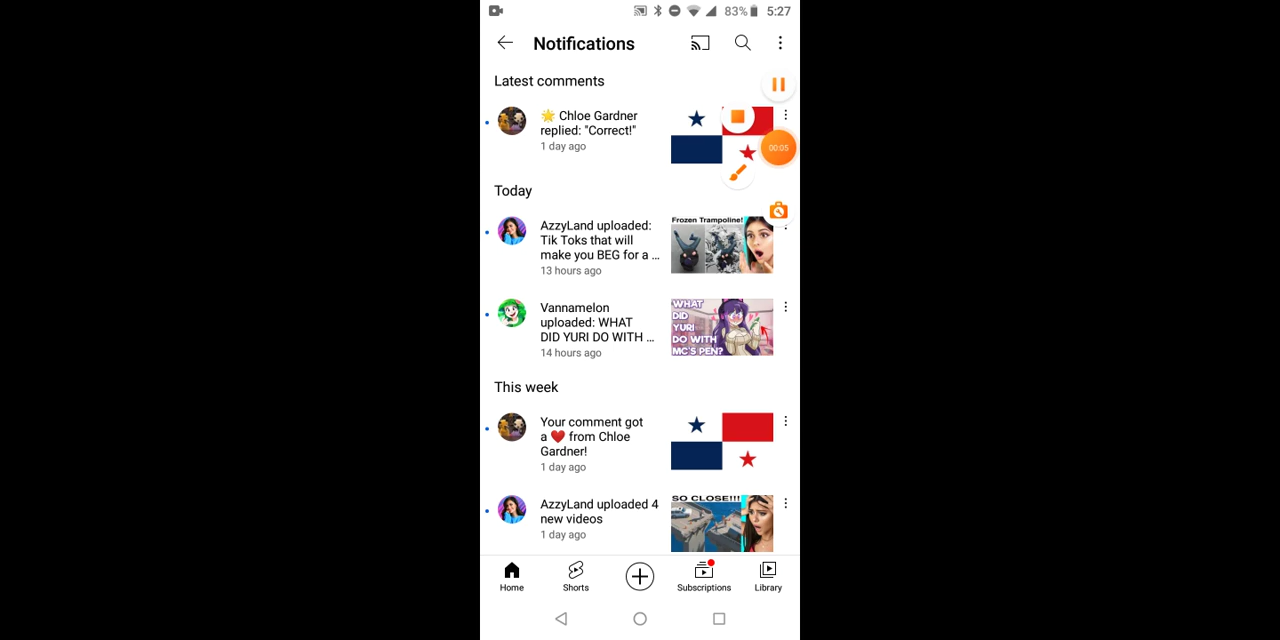 83% 5:27
Notifications
Latest comments
🌟 Chloe Gardner
replied: "Correct!"
1 day ago
00:05
Today
AzzyLand uploaded:
Tik Toks that will
make you BEG for a ...
13 hours ago
Frozen Trampoline!
Vannamelon
uploaded: WHAT
DID YURI DO WITH ...
14 hours ago
WHAT
DID
YURI
DO WITH
MC'S PEN?
This week
Your comment got
a ❤️ from Chloe
Gardner!
1 day ago
AzzyLand uploaded 4
new videos
1 day ago
SO CLOSE!!!
Home Shorts Subscriptions Library